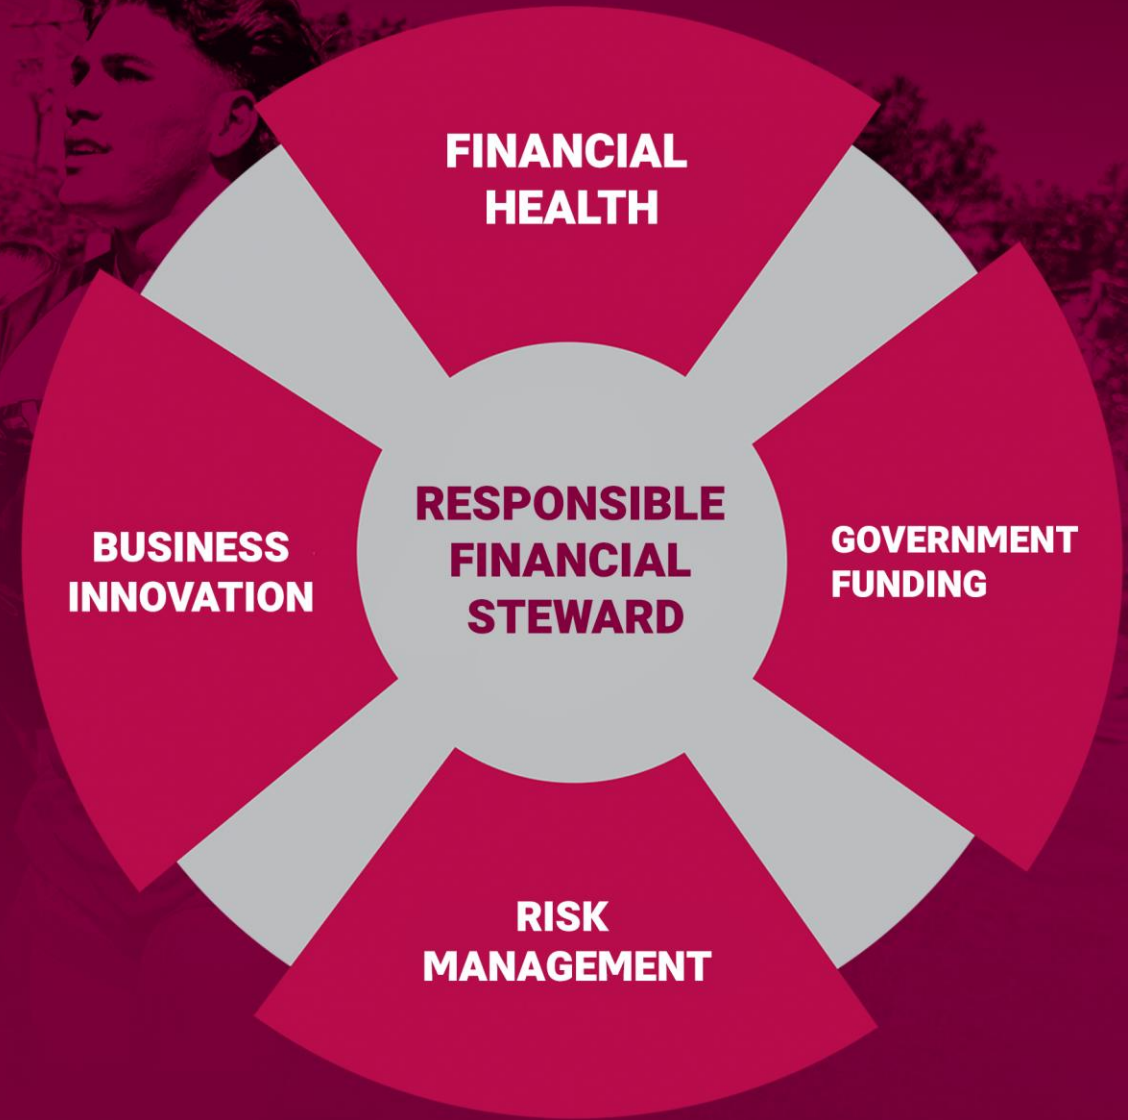 FINANCIAL
HEALTH
BUSINESS
INNOVATION
RESPONSIBLE
FINANCIAL
STEWARD
GOVERNMENT
FUNDING
RISK
MANAGEMENT